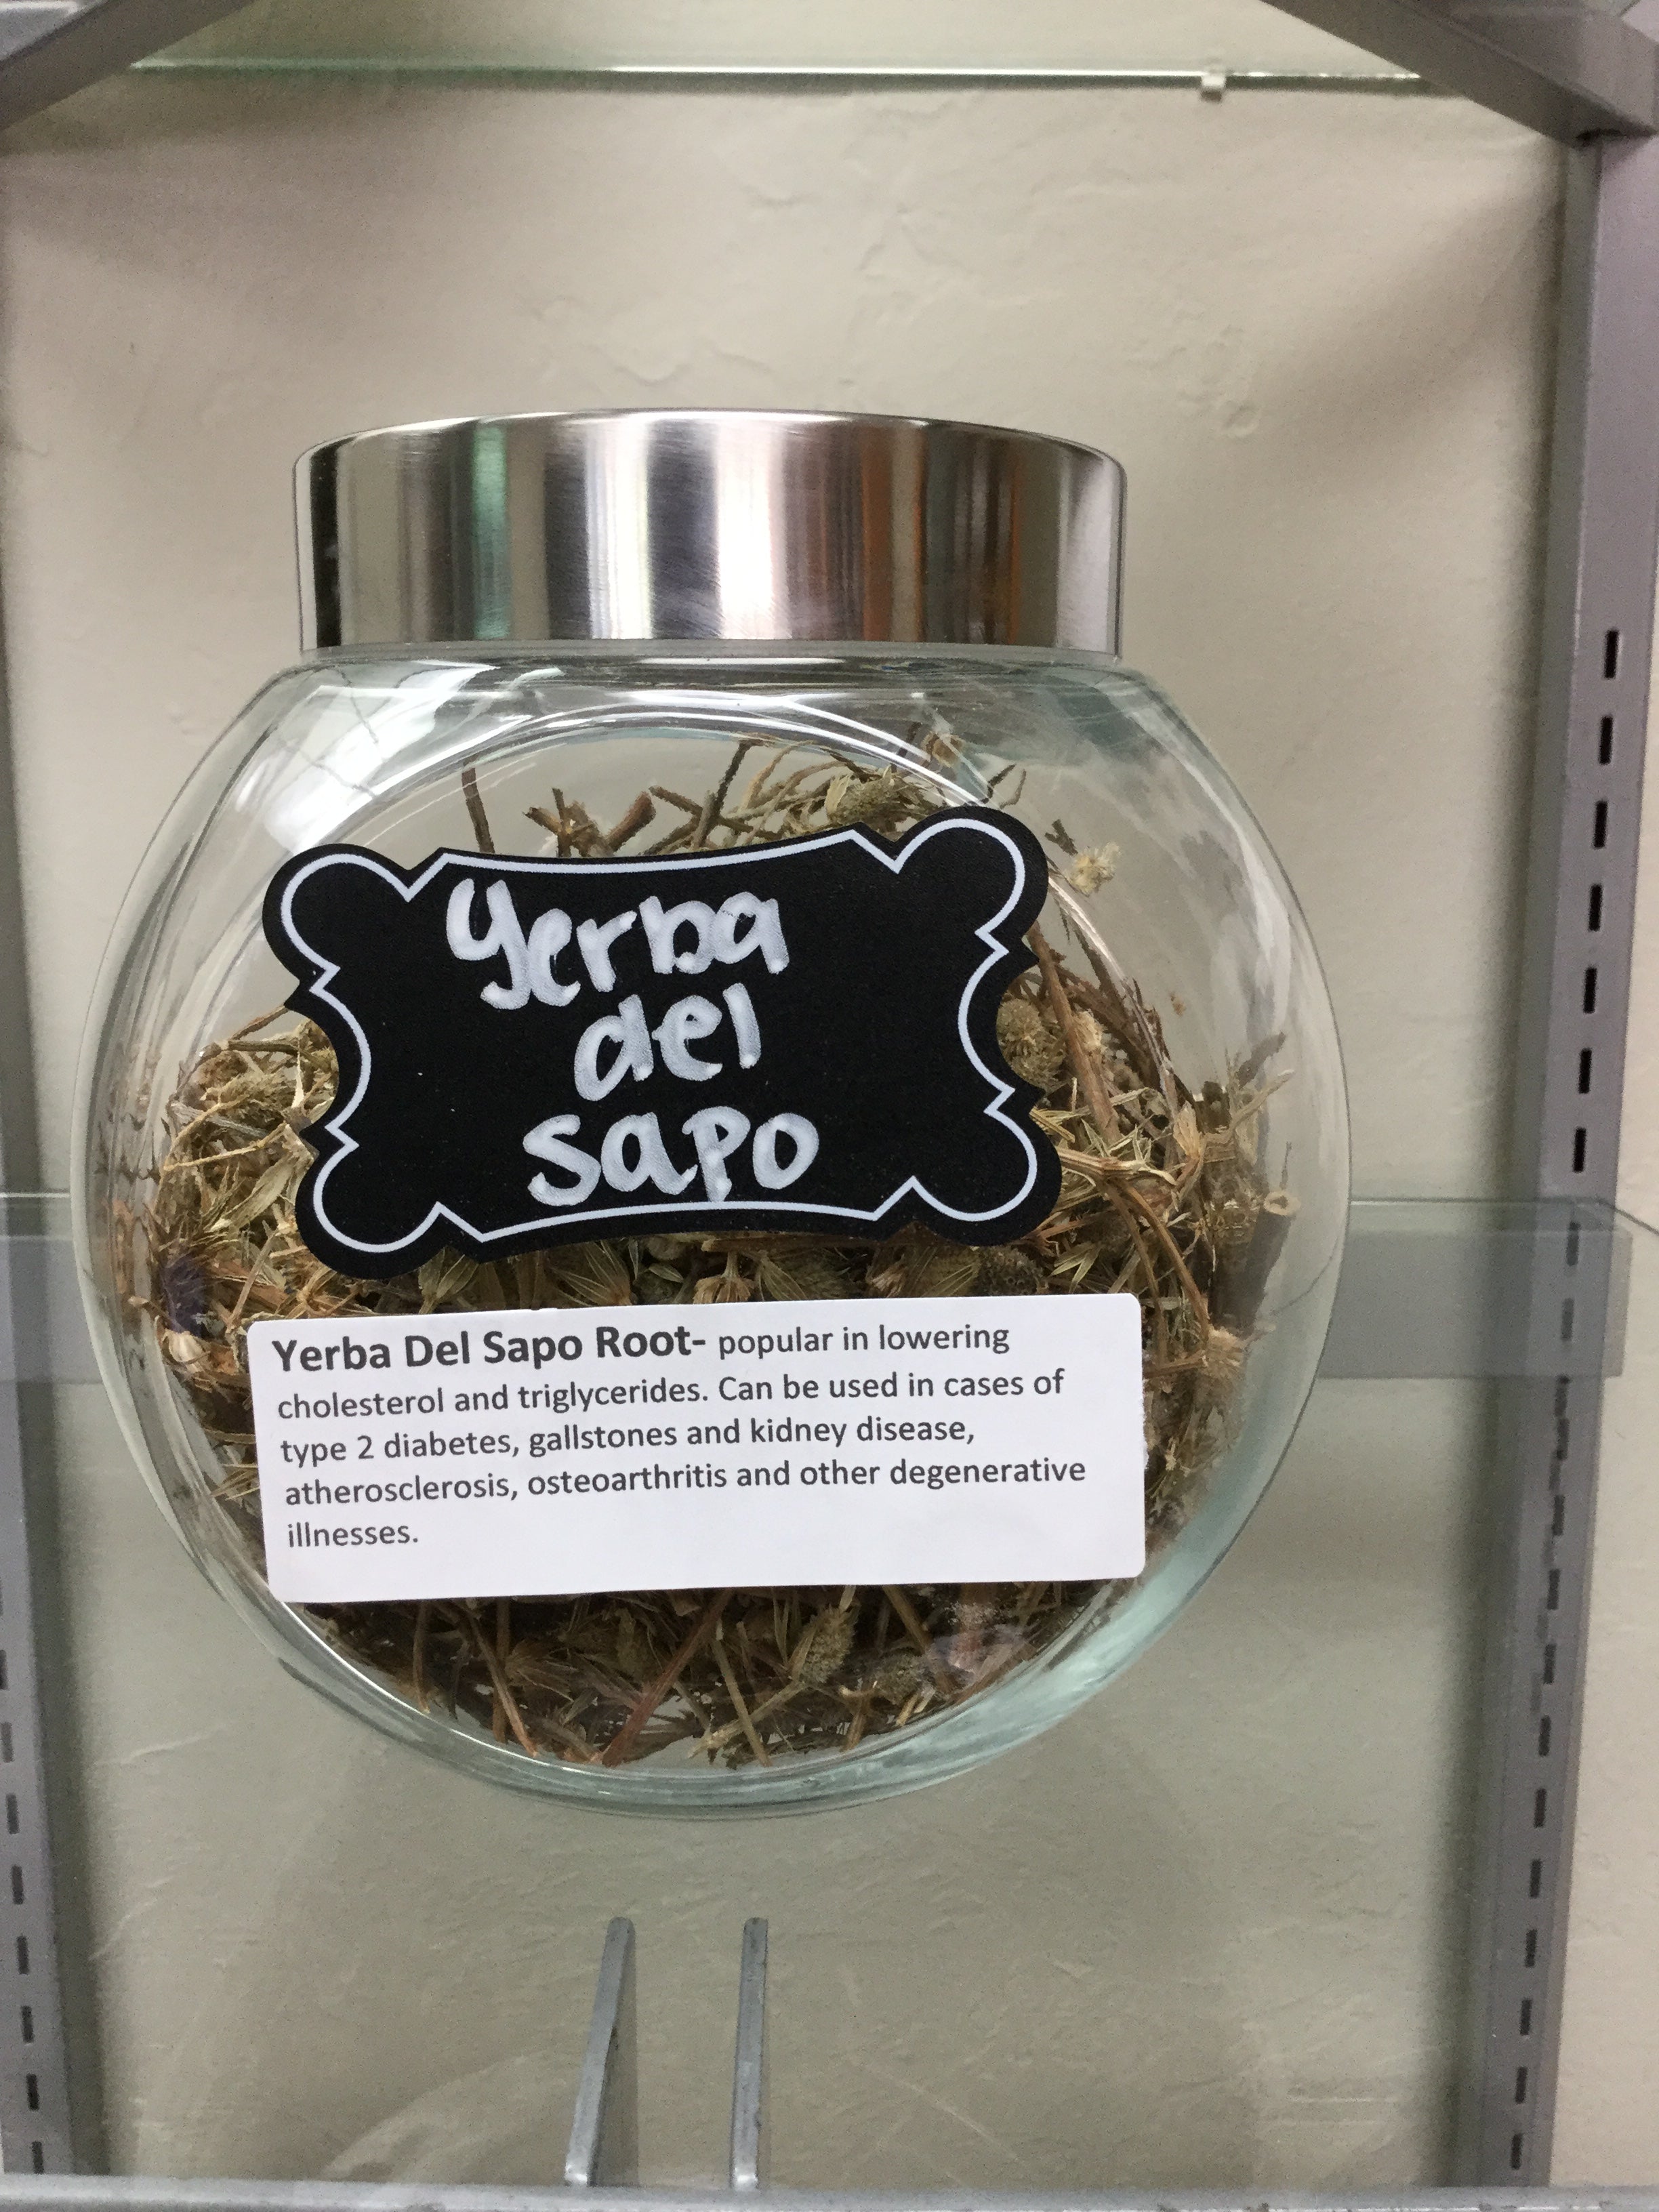 Yerba
del
sapo
Yerba Del Sapo Root- popular in lowering
cholesterol and triglycerides. Can be used in cases of
type 2 diabetes, gallstones and kidney disease,
atherosclerosis, osteoarthritis and other degenerative
illnesses.